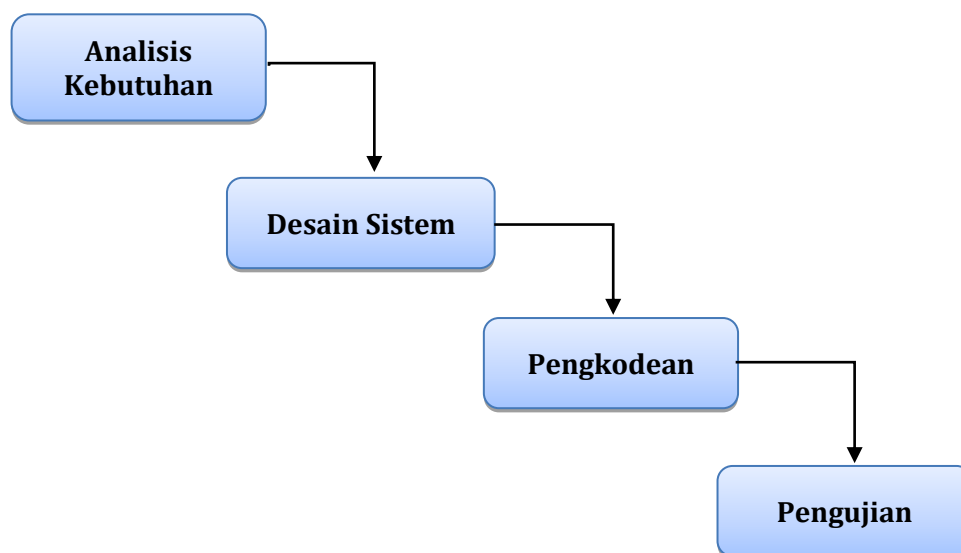 Analisis
Kebutuhan
Desain Sistem
Pengkodean
Pengujian